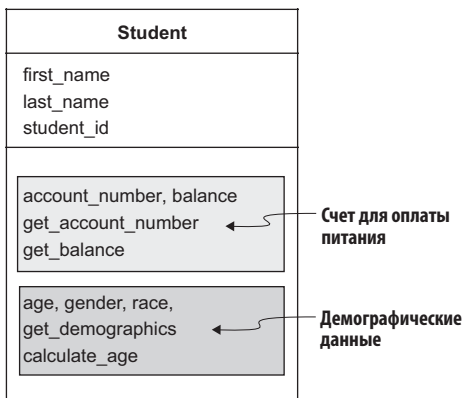 Student
first_name
last_name
student_id
account_number, balance
get_account_number
get_balance
Счет для оплаты
питания
age, gender, race,
get_demographics
calculate_age
Демографические
данные